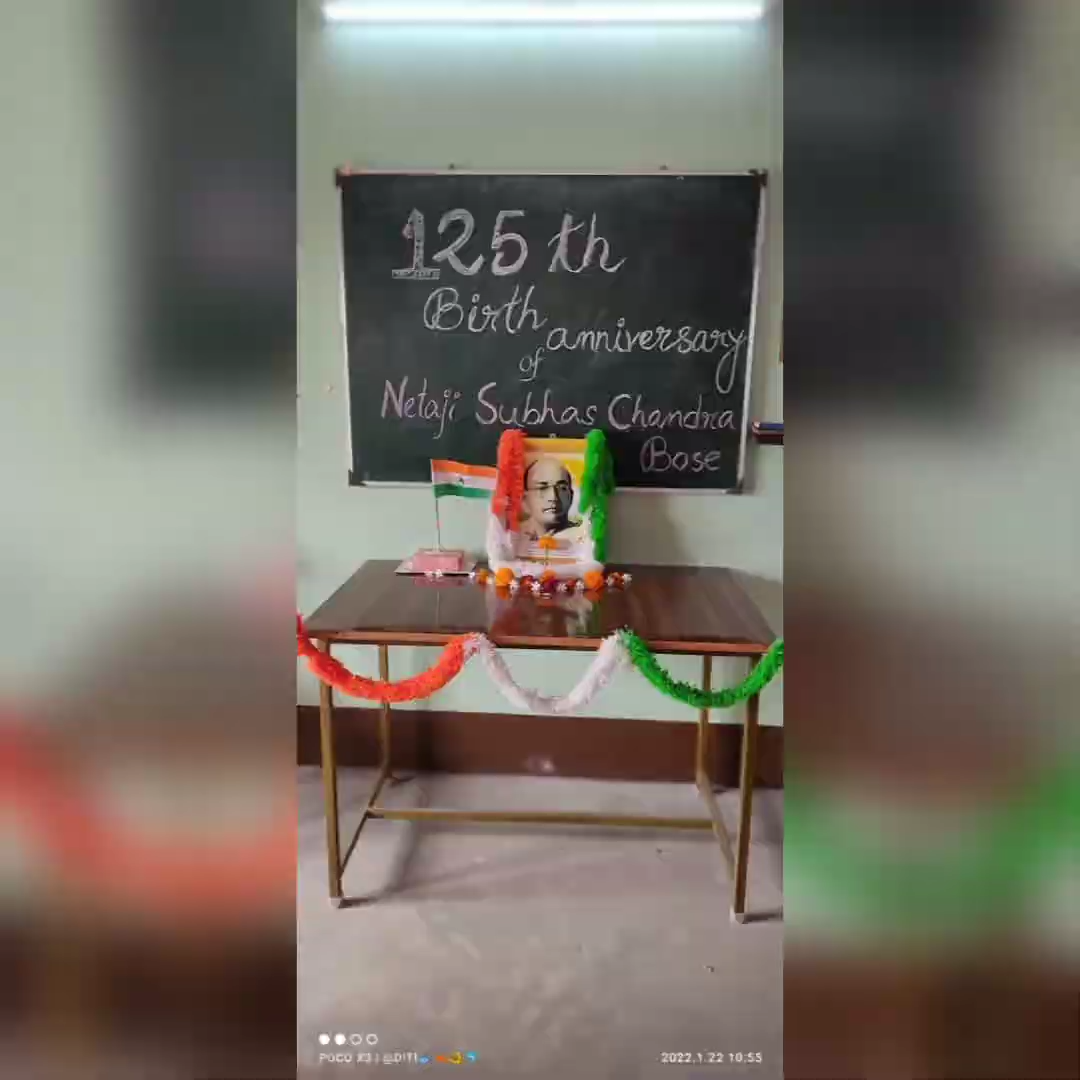 125 th
Birth anniversary
of
Netaji Subhas Chandra
Bose
POCO X3 | @DITI
2022.1.22 10:55